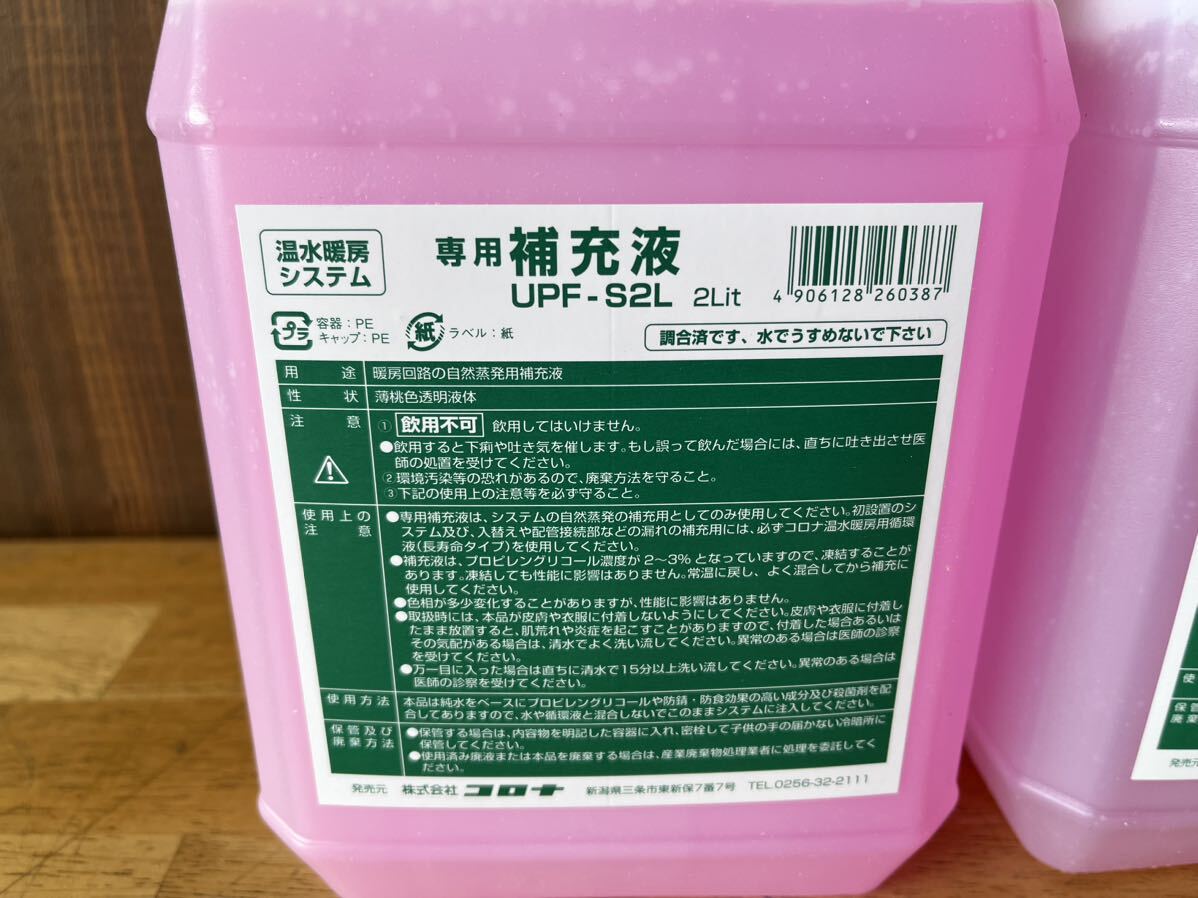 温水暖房
システム
専用 補充液
UPF-S2L 2Lit
4 906128 260387
プラ
容器：PE
キャップ：PE
紙
ラベル：紙
調合済です、水でうすめないで下さい
用途 暖房回路の自然蒸発用補充液
性状 薄桃色透明液体
注意 ① 飲用不可 飲用してはいけません。
●飲用すると下痢や吐き気を催します。もし誤って飲んだ場合には、直ちに吐き出させ医
師の処置を受けてください。
②環境汚染等の恐れがあるので、廃棄方法を守ること。
③下記の使用上の注意等を必ず守ること。
使用上の
注意
●専用補充液は、システムの自然蒸発の補充用としてのみ使用してください。初設置のシ
ステム及び、入替えや配管接続部などの漏れの補充用には、必ずコロナ温水暖房用循環
液（長寿命タイプ）を使用してください。
●補充液は、プロピレングリコール濃度が2～3％となっていますので、凍結することが
あります。凍結しても性能に影響はありません。常温に戻し、よく混合してから補充に
使用してください。
●色相が多少変化することがありますが、性能に影響はありません。
●取扱時には、本品が皮膚や衣服に付着しないようにしてください。皮膚や衣服に付着し
たまま放置すると、肌荒れや炎症を起こすことがありますので、付着した場合あるいは
その気配がある場合は、清水でよく洗い流してください。異常のある場合は医師の診察
を受けてください。
●万一目に入った場合は直ちに清水で15分以上洗い流してください。異常のある場合は
医師の診察を受けてください。
使用方法 本品は純水をベースにプロピレングリコールや防錆・防食効果の高い成分及び殺菌剤を配
合してありますので、水や循環液と混合しないでこのままシステムに注入してください。
保管及び
廃棄方法
●保管する場合は、内容物を明記した容器に入れ、密栓して子供の手の届かない冷暗所に
保管してください。
●使用済み廃液または本品を廃棄する場合は、産業廃棄物処理業者に処理を委託してく
ださい。
発売元 株式会社 コロナ 新潟県三条市東新保7番7号 TEL.0256-32-2111
使
保管
廃棄
発売元